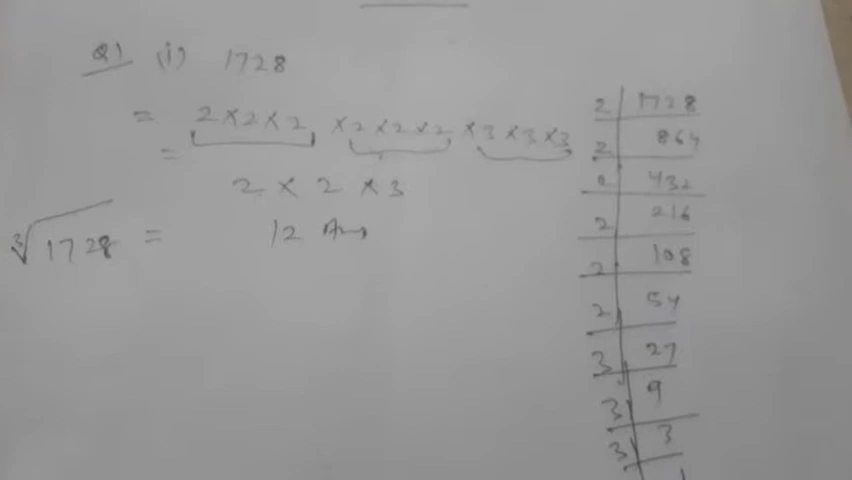 Q1 (i) 1728
= 2×2×2 ×2×2×2 ×3×3×3
=
2 × 2 × 3
∛1728 = 12 Ans
2 | 1728
2 | 864
2 | 432
2 | 216
2 | 108
2 | 54
3 | 27
3 | 9
3 | 3
1